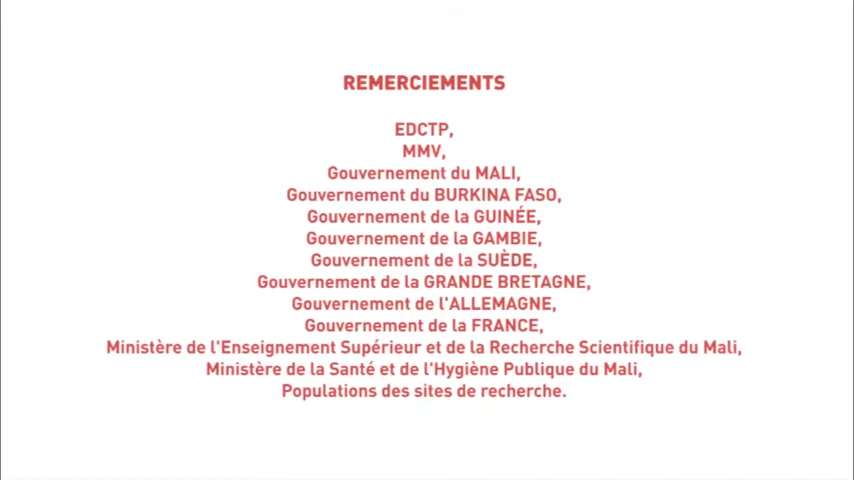 REMERCIEMENTS
EDCTP,
MMV,
Gouvernement du MALI,
Gouvernement du BURKINA FASO,
Gouvernement de la GUINÉE,
Gouvernement de la GAMBIE,
Gouvernement de la SUÈDE,
Gouvernement de la GRANDE BRETAGNE,
Gouvernement de l'ALLEMAGNE,
Gouvernement de la FRANCE,
Ministère de l'Enseignement Supérieur et de la Recherche Scientifique du Mali,
Ministère de la Santé et de l'Hygiène Publique du Mali,
Populations des sites de recherche.